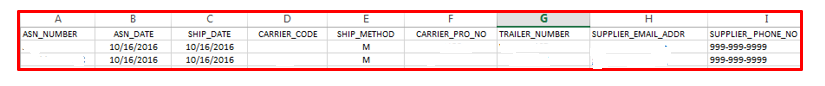 A B C D E F G H I
ASN_NUMBER ASN_DATE SHIP_DATE CARRIER_CODE SHIP_METHOD CARRIER_PRO_NO TRAILER_NUMBER SUPPLIER_EMAIL_ADDR SUPPLIER_PHONE_NO
10/16/2016 10/16/2016 M 999-999-9999
10/16/2016 10/16/2016 M 999-999-9999